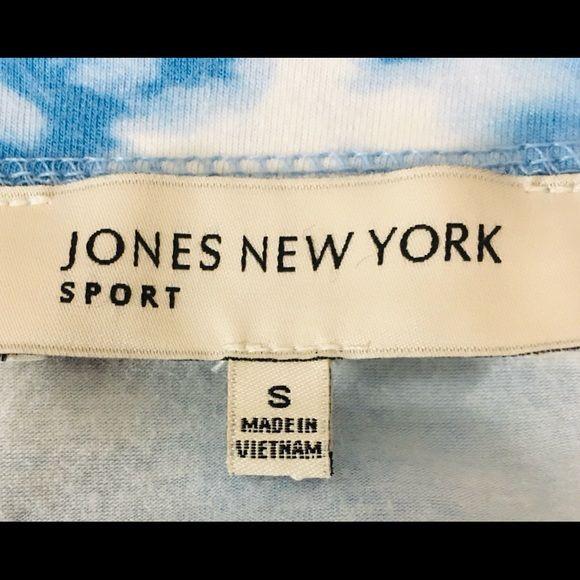 JONES NEW YORK
SPORT
S
MADE IN
VIETNAM